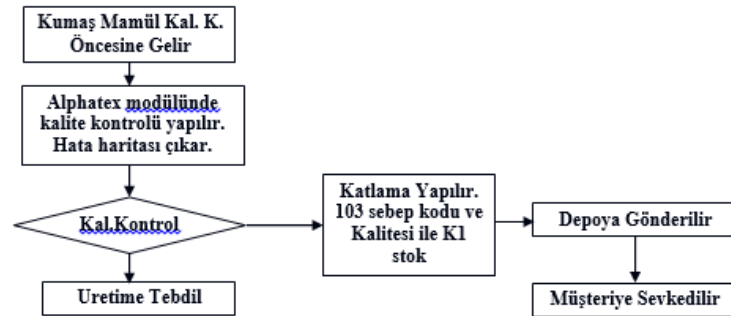 Kumaş Mamül Kal. K.
Öncesine Gelir
Alphatex modülünde
kalite kontrolü yapılır.
Hata haritası çıkar.
Kal.Kontrol
Uretime Tebdil
Katlama Yapılır.
103 sebep kodu ve
Kalitesi ile K1
stok
Depoya Gönderilir
Müşteriye Sevkedilir